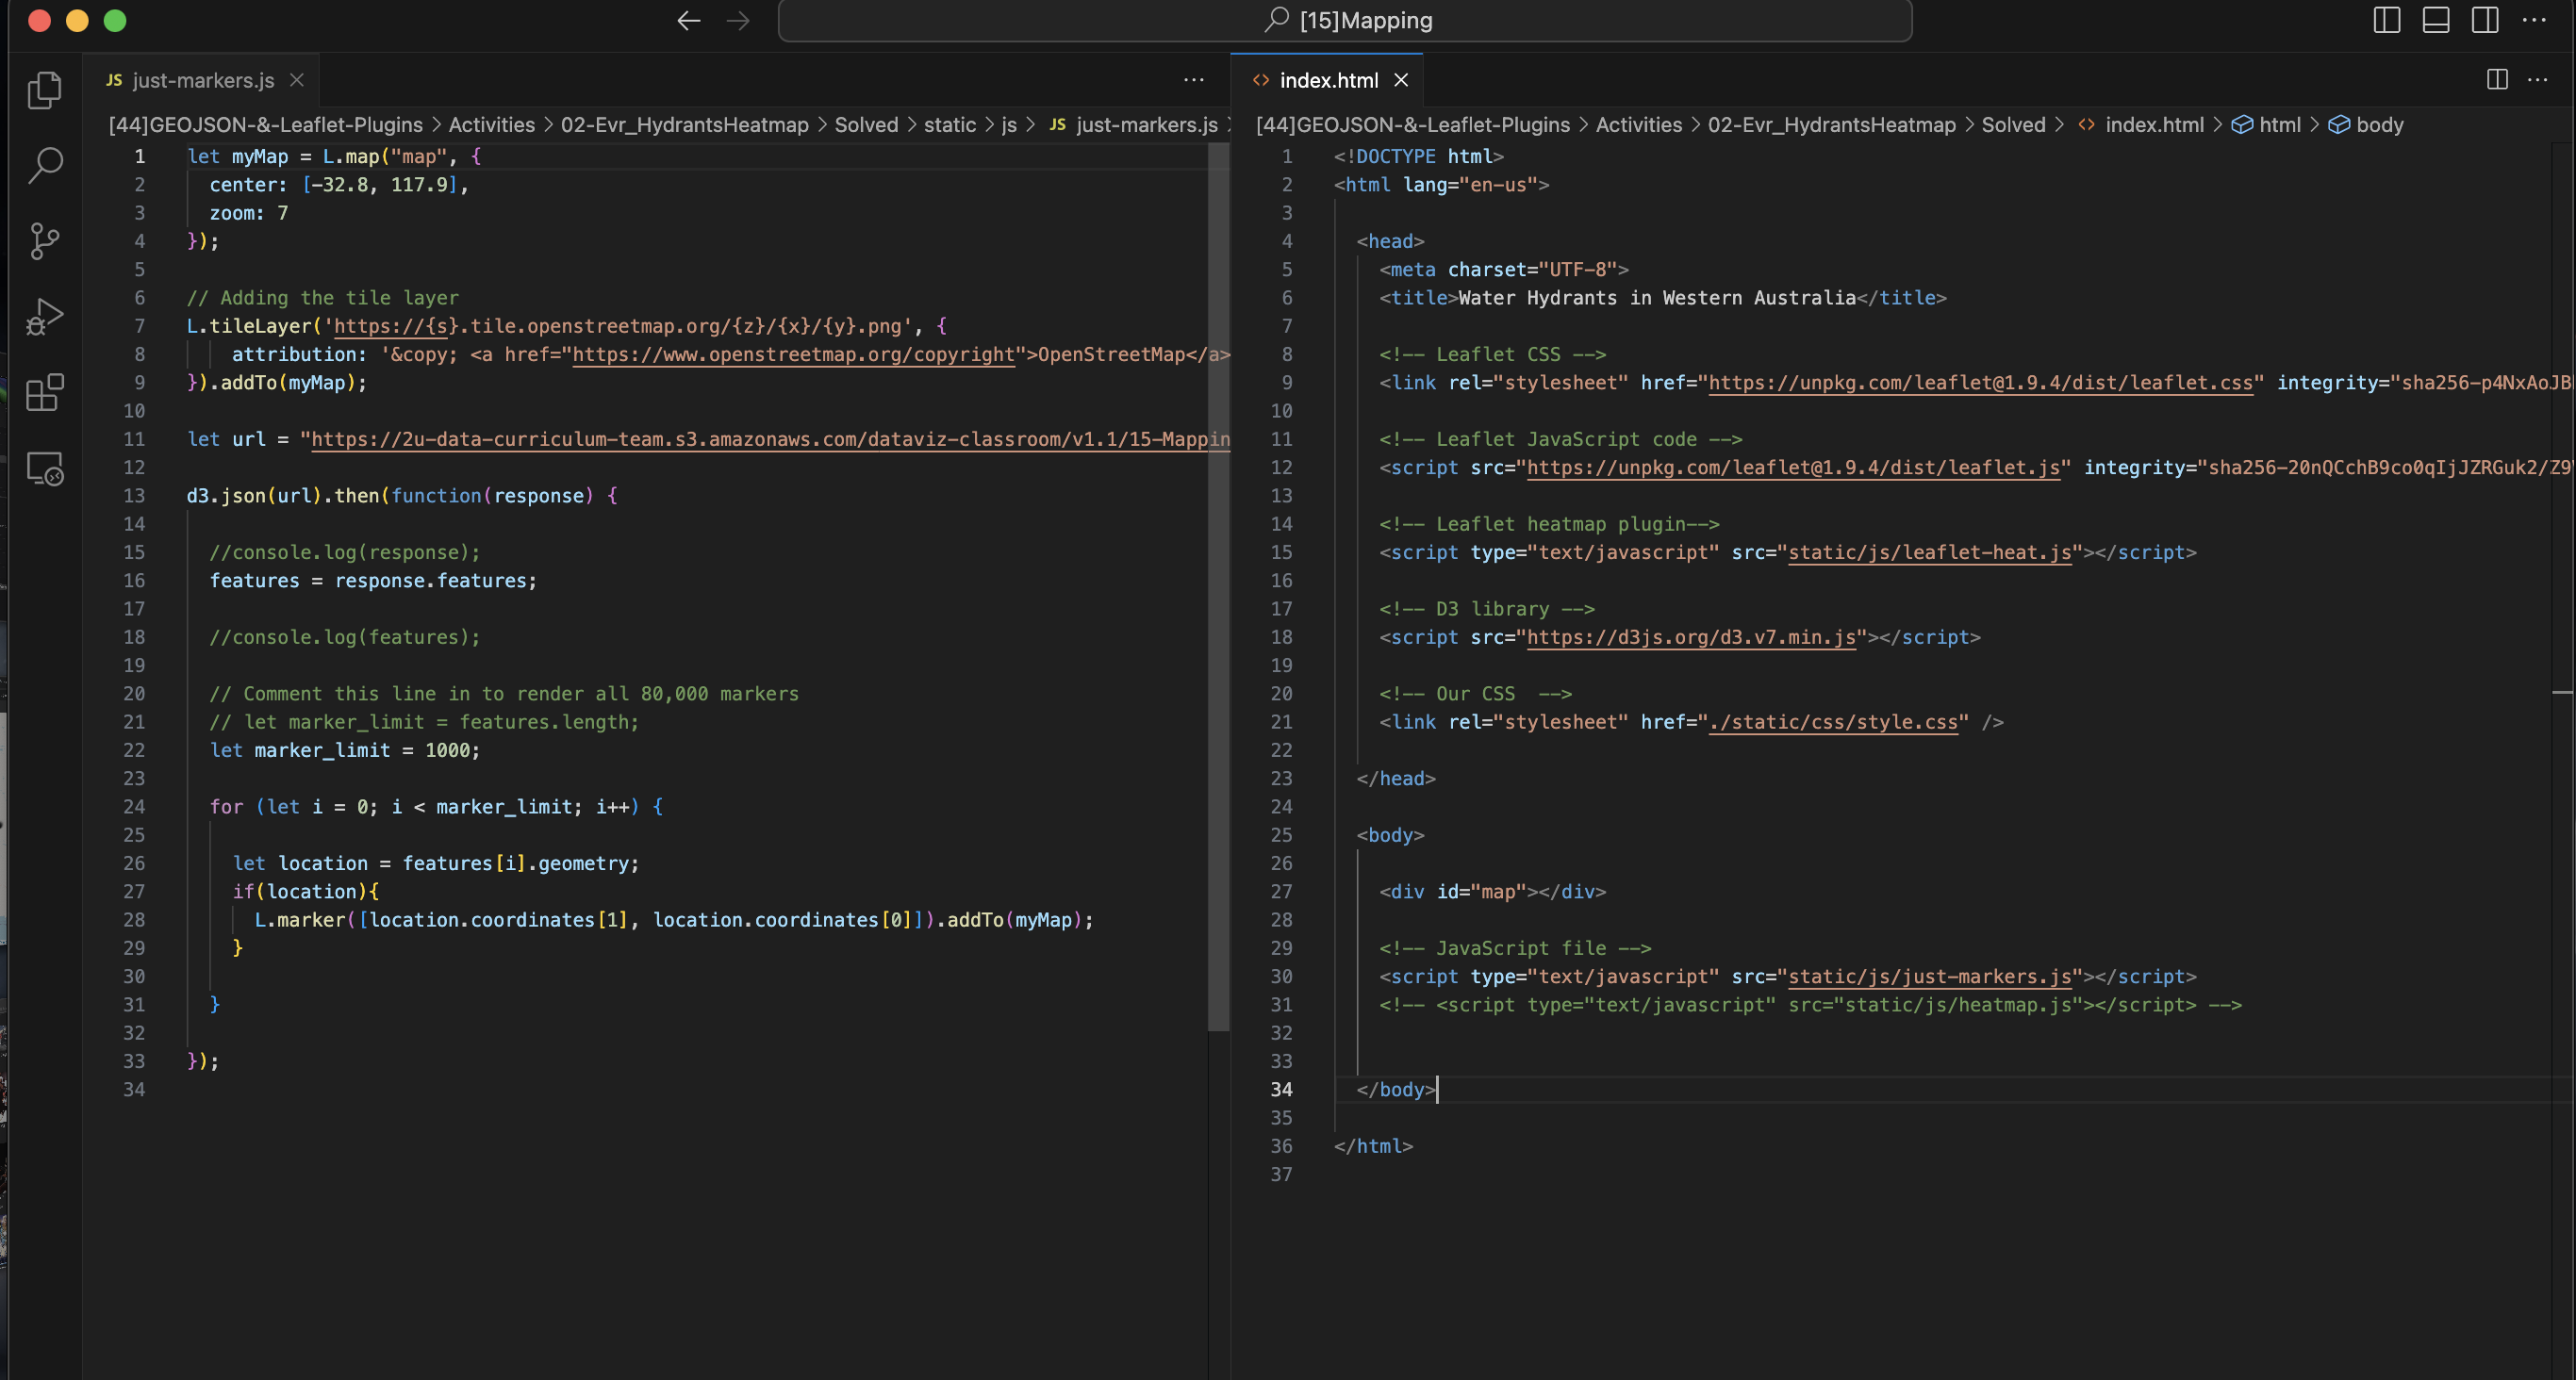 [15]Mapping
JS just-markers.js
[44]GEOJSON-&-Leaflet-Plugins > Activities > 02-Evr_HydrantsHeatmap > Solved > static > js > JS just-markers.js >
1 let myMap = L.map("map", {
2 center: [-32.8, 117.9],
3 zoom: 7
4 });
5
6 // Adding the tile layer
7 L.tileLayer('https://{s}.tile.openstreetmap.org/{z}/{x}/{y}.png', {
8 attribution: '&copy; <a href="https://www.openstreetmap.org/copyright">OpenStreetMap</a>
9 }).addTo(myMap);
10
11 let url = "https://2u-data-curriculum-team.s3.amazonaws.com/dataviz-classroom/v1.1/15-Mappin
12
13 d3.json(url).then(function(response) {
14
15 //console.log(response);
16 features = response.features;
17
18 //console.log(features);
19
20 // Comment this line in to render all 80,000 markers
21 // let marker_limit = features.length;
22 let marker_limit = 1000;
23
24 for (let i = 0; i < marker_limit; i++) {
25
26 let location = features[i].geometry;
27 if(location){
28 L.marker([location.coordinates[1], location.coordinates[0]]).addTo(myMap);
29 }
30
31 }
32
33 });
34
index.html
[44]GEOJSON-&-Leaflet-Plugins > Activities > 02-Evr_HydrantsHeatmap > Solved > index.html > html > body
1 <!DOCTYPE html>
2 <html lang="en-us">
3
4 <head>
5 <meta charset="UTF-8">
6 <title>Water Hydrants in Western Australia</title>
7
8 <!-- Leaflet CSS -->
9 <link rel="stylesheet" href="https://unpkg.com/leaflet@1.9.4/dist/leaflet.css" integrity="sha256-p4NxAoJB
10
11 <!-- Leaflet JavaScript code -->
12 <script src="https://unpkg.com/leaflet@1.9.4/dist/leaflet.js" integrity="sha256-20nQCchB9co0qIjJZRGuk2/Z9
13
14 <!-- Leaflet heatmap plugin-->
15 <script type="text/javascript" src="static/js/leaflet-heat.js"></script>
16
17 <!-- D3 library -->
18 <script src="https://d3js.org/d3.v7.min.js"></script>
19
20 <!-- Our CSS  -->
21 <link rel="stylesheet" href="./static/css/style.css" />
22
23 </head>
24
25 <body>
26
27 <div id="map"></div>
28
29 <!-- JavaScript file -->
30 <script type="text/javascript" src="static/js/just-markers.js"></script>
31 <!-- <script type="text/javascript" src="static/js/heatmap.js"></script> -->
32
33
34 </body>
35
36 </html>
37